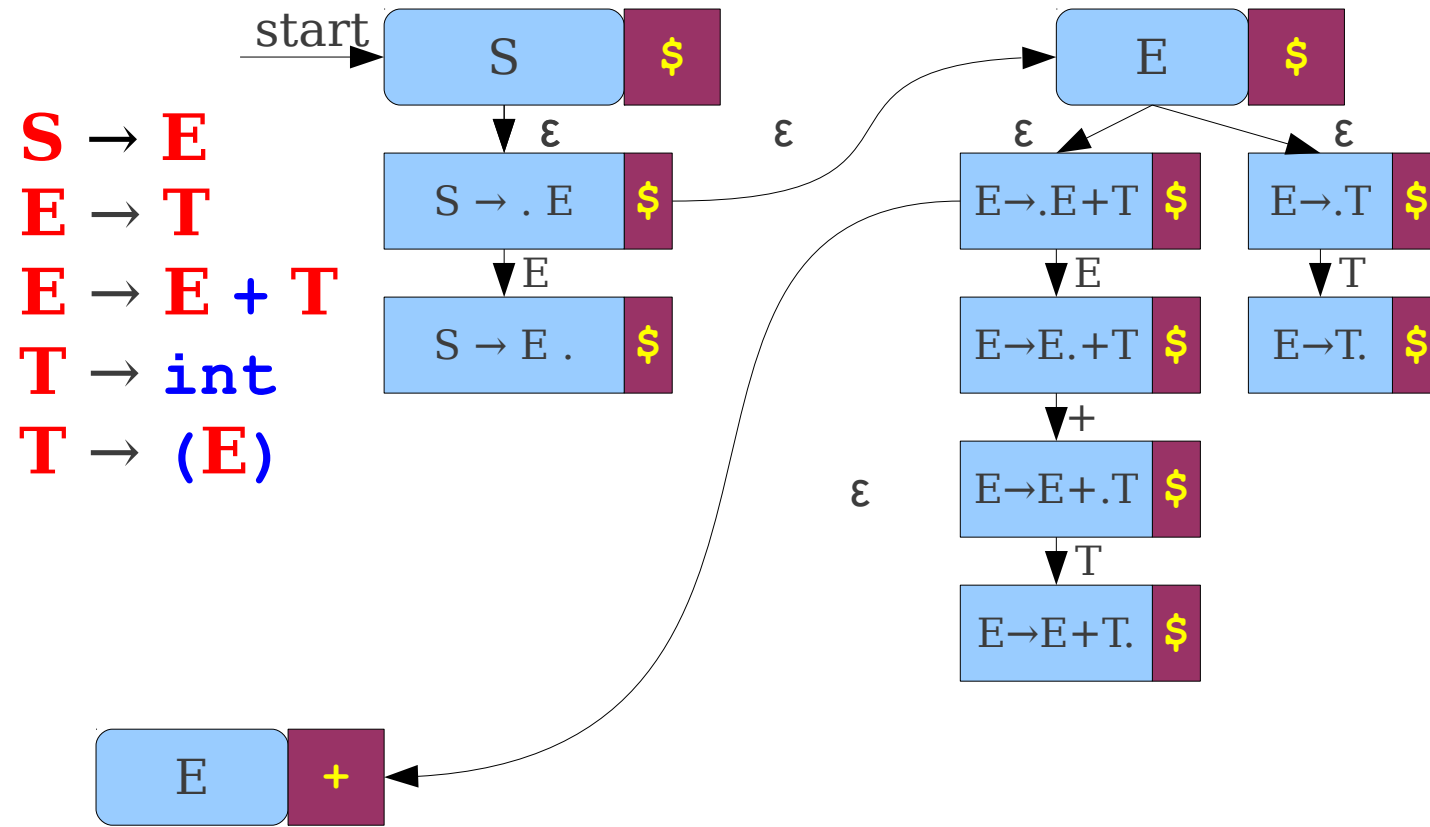 start
S $
E $
ε
ε
ε
ε
S → E
E → T
E → E + T
T → int
T → (E)
S → . E $
E→.E+T $
E→.T $
E
E
T
S → E . $
E→E.+T $
E→T. $
+
E→E+.T $
ε
T
E→E+T. $
E +